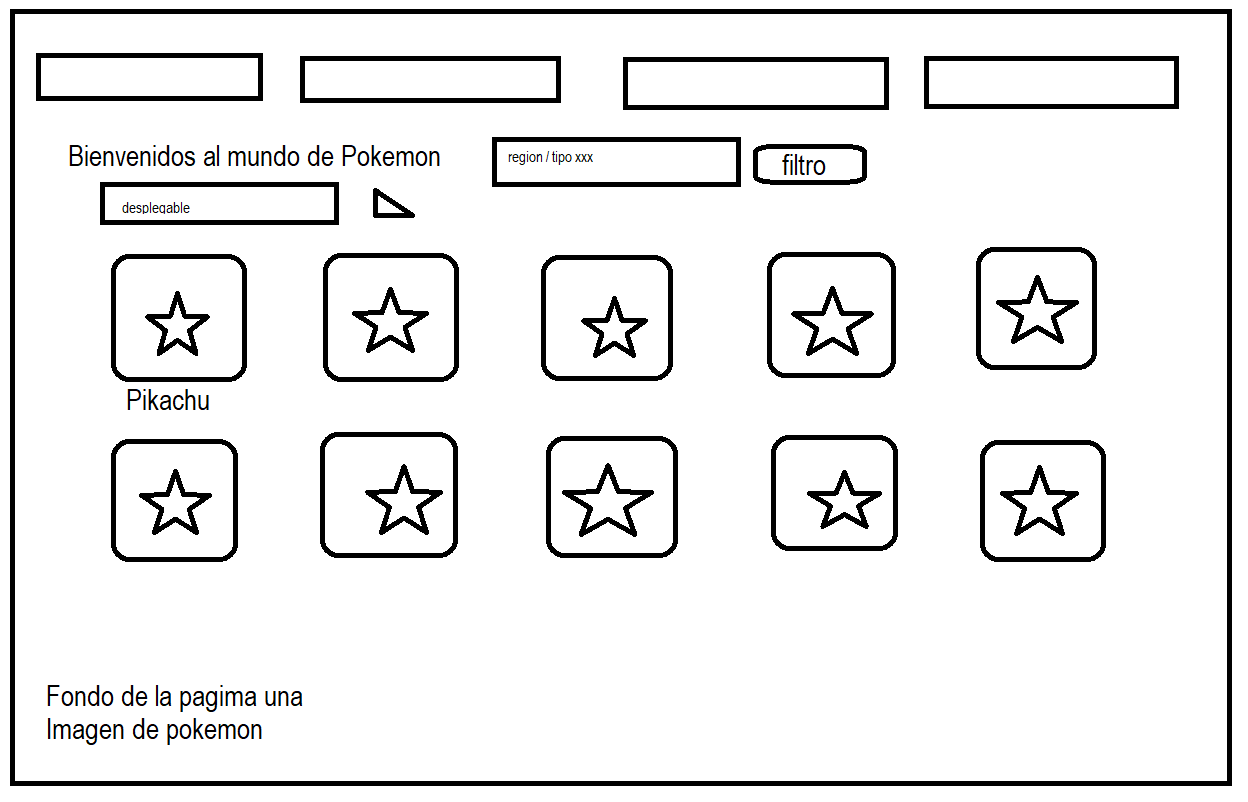 Bienvenidos al mundo de Pokemon
region / tipo xxx
filtro
desplegable
Pikachu
Fondo de la pagima una
Imagen de pokemon